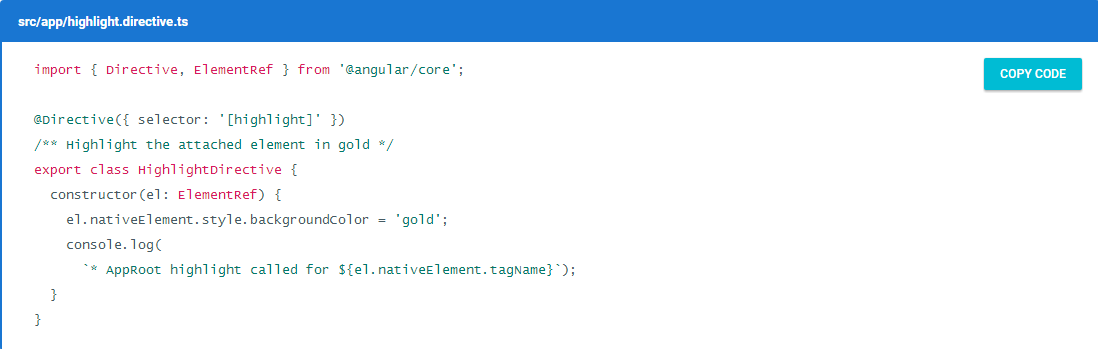 src/app/highlight.directive.ts
COPY CODE
import { Directive, ElementRef } from '@angular/core';
@Directive({ selector: '[highlight]' })
/** Highlight the attached element in gold */
export class HighlightDirective {
constructor(el: ElementRef) {
el.nativeElement.style.backgroundColor = 'gold';
console.log(
`* AppRoot highlight called for ${el.nativeElement.tagName}`);
}
}